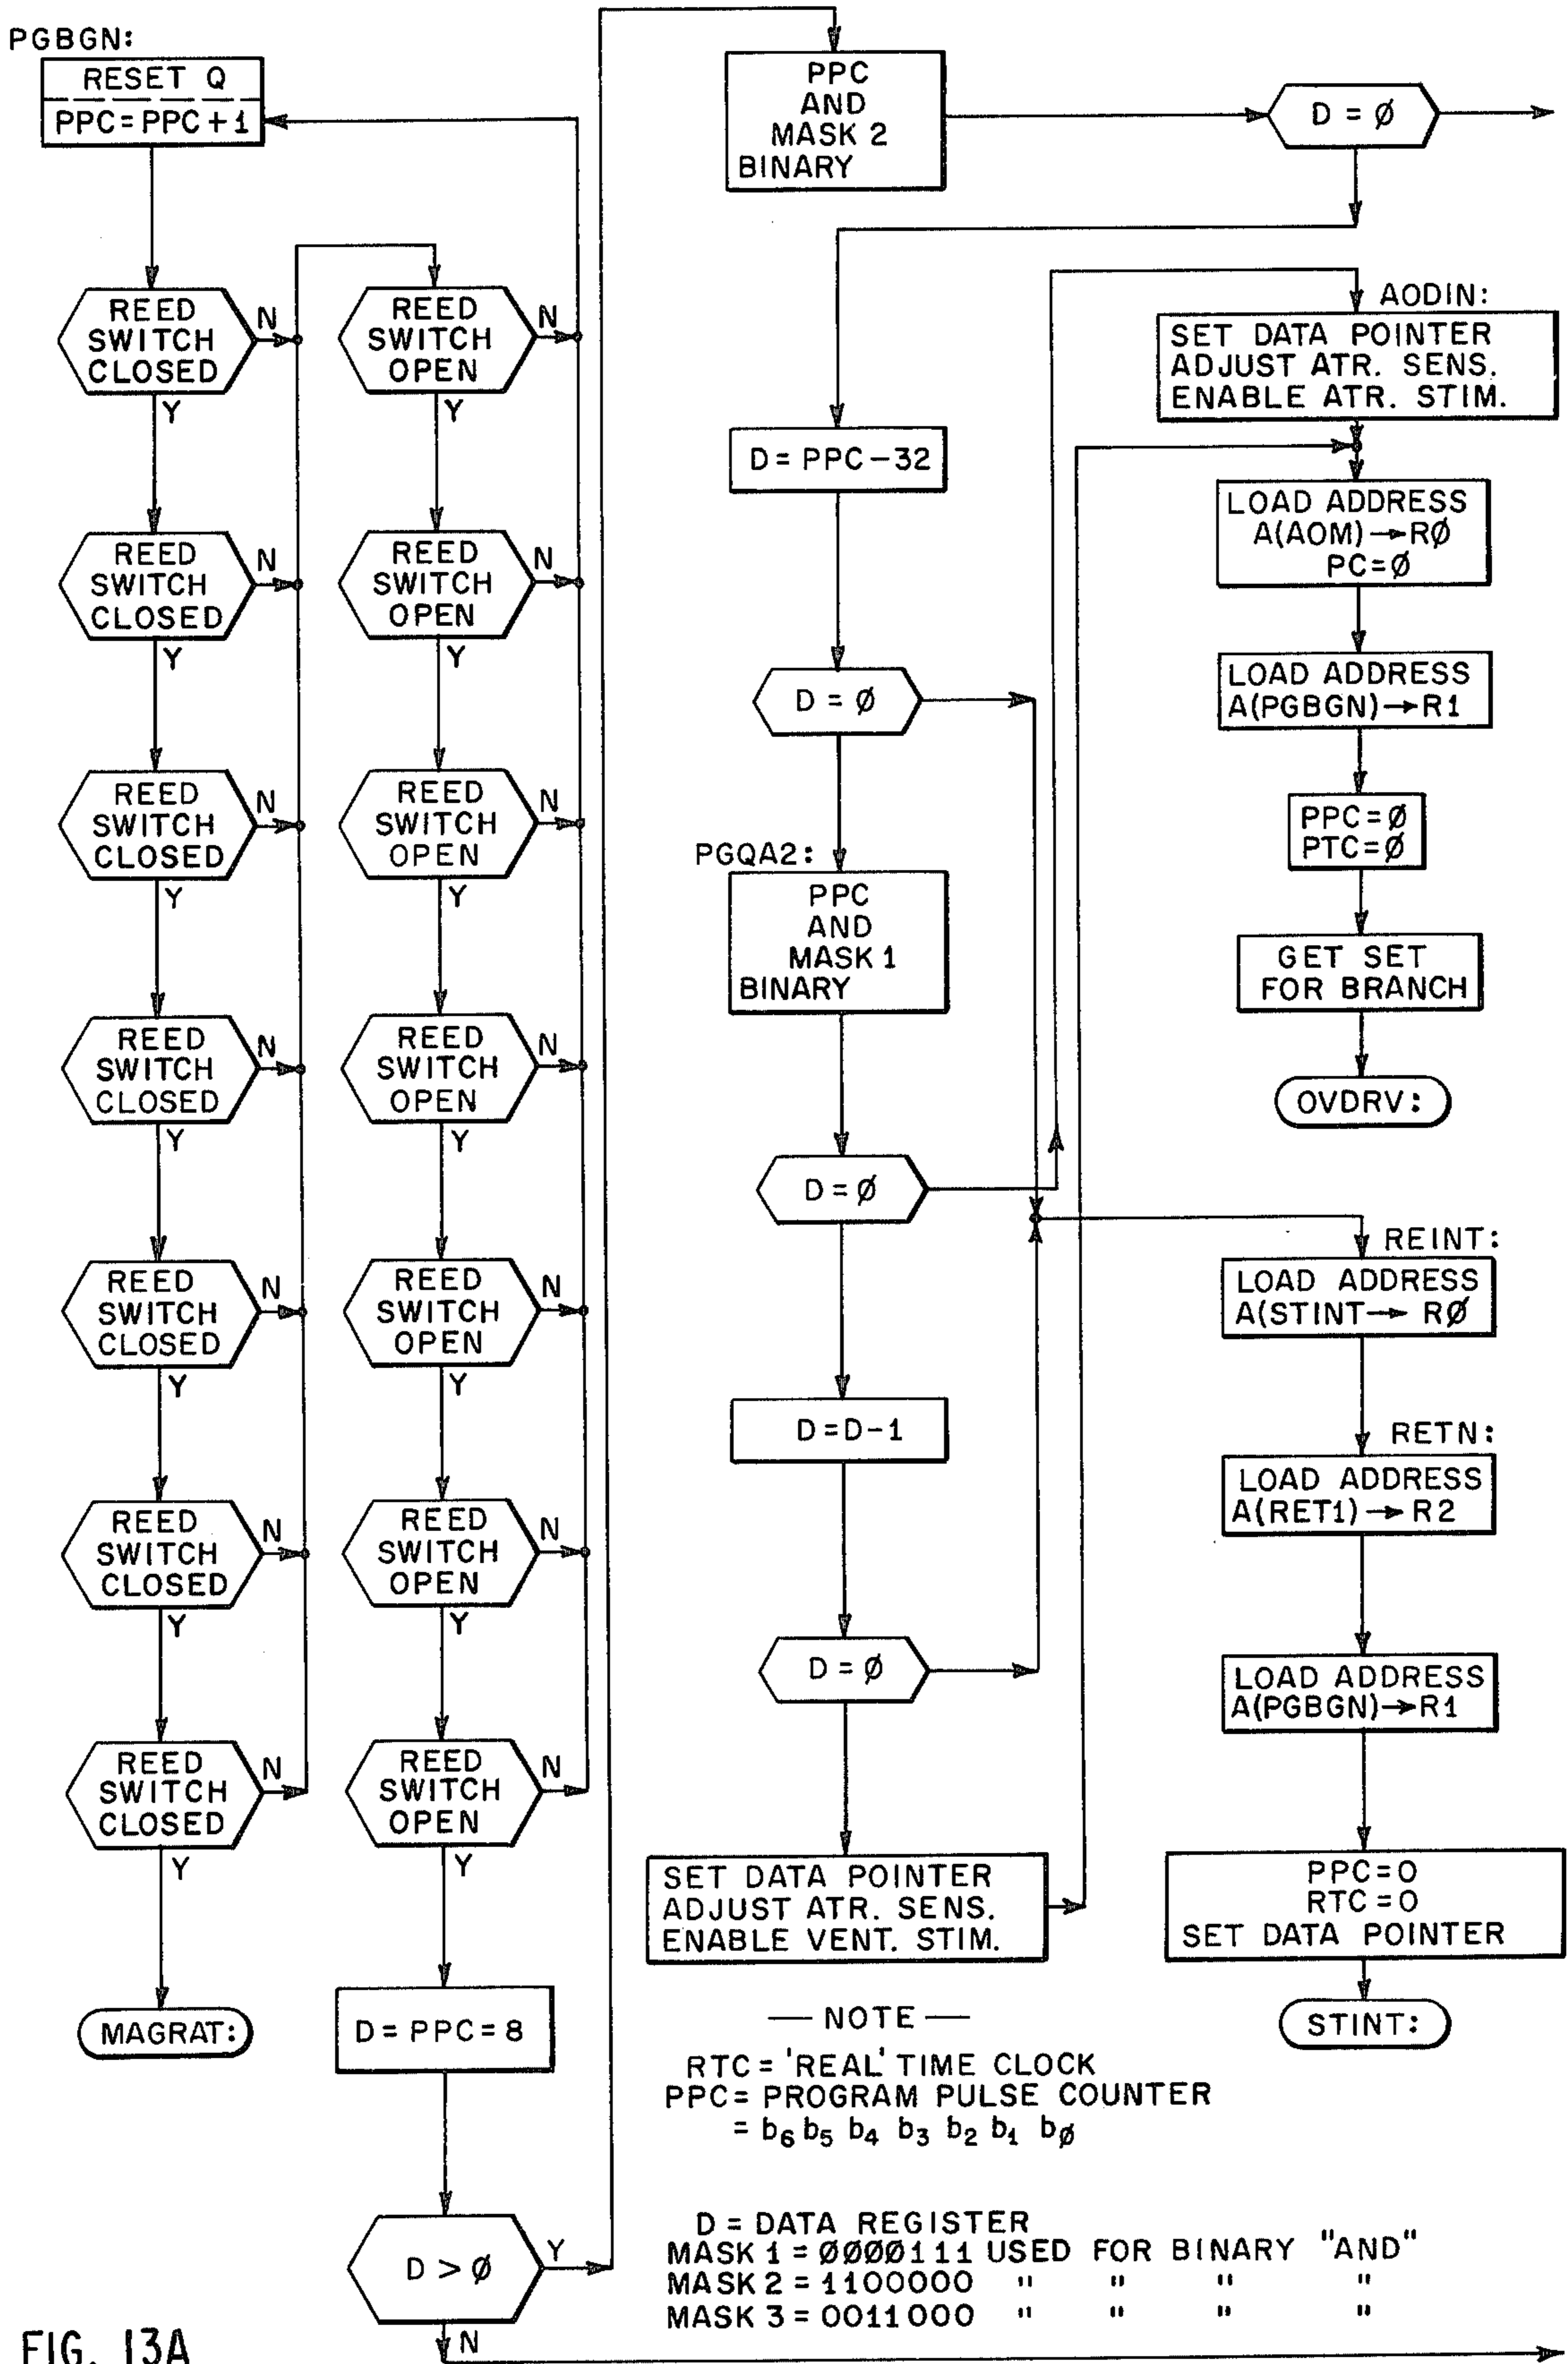 PGBGN:
RESET Q
PPC=PPC+1
REED
SWITCH
CLOSED
N
Y
REED
SWITCH
CLOSED
N
Y
REED
SWITCH
CLOSED
N
Y
REED
SWITCH
CLOSED
N
Y
REED
SWITCH
CLOSED
N
Y
REED
SWITCH
CLOSED
N
Y
REED
SWITCH
CLOSED
N
Y
MAGRAT:
REED
SWITCH
OPEN
N
Y
REED
SWITCH
OPEN
N
Y
REED
SWITCH
OPEN
N
Y
REED
SWITCH
OPEN
N
Y
REED
SWITCH
OPEN
N
Y
REED
SWITCH
OPEN
N
Y
REED
SWITCH
OPEN
N
Y
D=PPC=8
D > Ø
Y
N
PPC
AND
MASK 2
BINARY
D = Ø
D = PPC-32
D = Ø
PGQA2:
PPC
AND
MASK 1
BINARY
D = Ø
D = D-1
D = Ø
SET DATA POINTER
ADJUST ATR. SENS.
ENABLE VENT. STIM.
AODIN:
SET DATA POINTER
ADJUST ATR. SENS.
ENABLE ATR. STIM.
LOAD ADDRESS
A(AOM)→RØ
PC=Ø
LOAD ADDRESS
A(PGBGN)→R1
PPC=Ø
PTC=Ø
GET SET
FOR BRANCH
OVDRV:
REINT:
LOAD ADDRESS
A(STINT→ RØ
RETN:
LOAD ADDRESS
A(RET1)→R2
LOAD ADDRESS
A(PGBGN)→R1
PPC=O
RTC=O
SET DATA POINTER
STINT:
— NOTE —
RTC = 'REAL' TIME CLOCK
PPC = PROGRAM PULSE COUNTER
= b6 b5 b4 b3 b2 b1 bØ
D = DATA REGISTER
MASK 1 = ØØØØ111 USED FOR BINARY "AND"
MASK 2 = 1100000 " " " "
MASK 3 = 0011000 " " " "
FIG. 13A